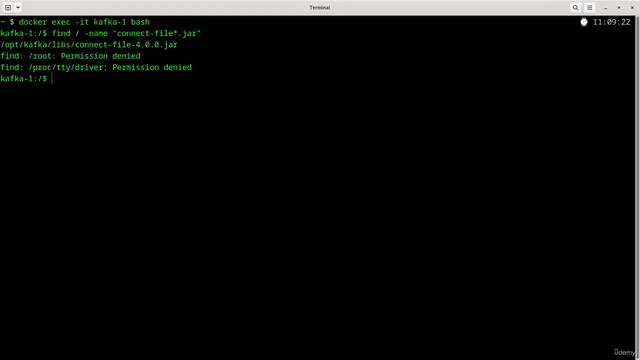 Terminal
~ $ docker exec -it kafka-1 bash
11:09:22
kafka-1:/$ find / -name "connect-file*.jar"
/opt/kafka/libs/connect-file-4.0.0.jar
find: /root: Permission denied
find: /proc/tty/driver: Permission denied
kafka-1:/$
ûdemy